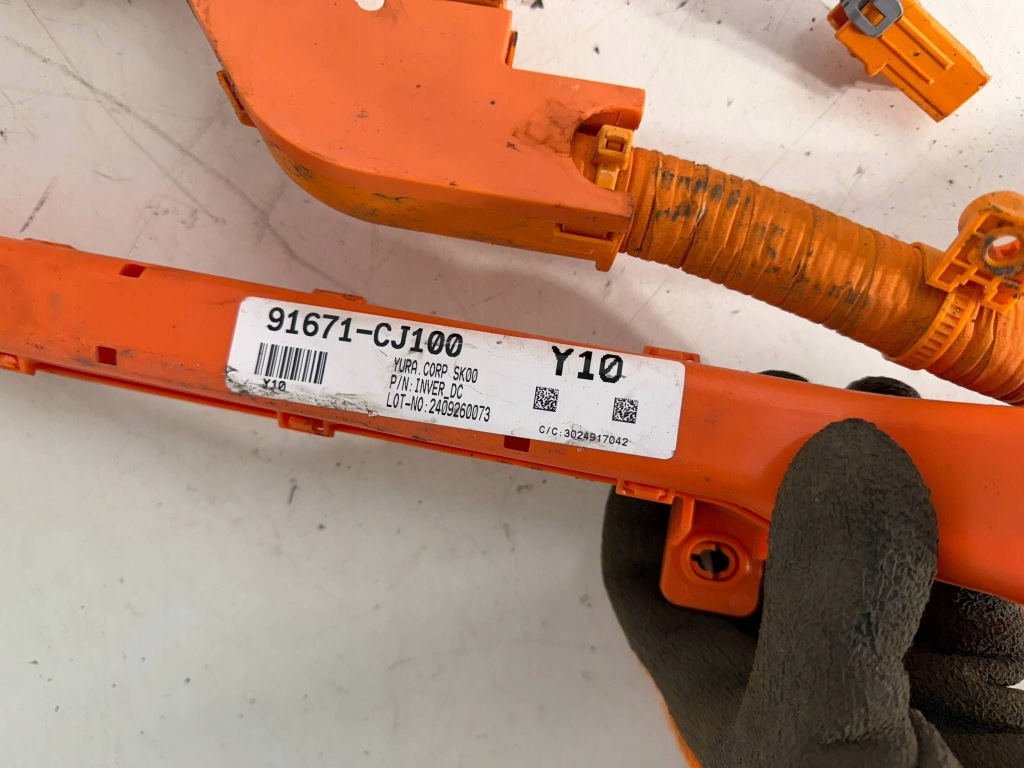 91671-CJ100
Y10
YURA.CORP SK00
P/N:INVER_DC
LOT-NO:2409260073
Y10
C/C:3024917042